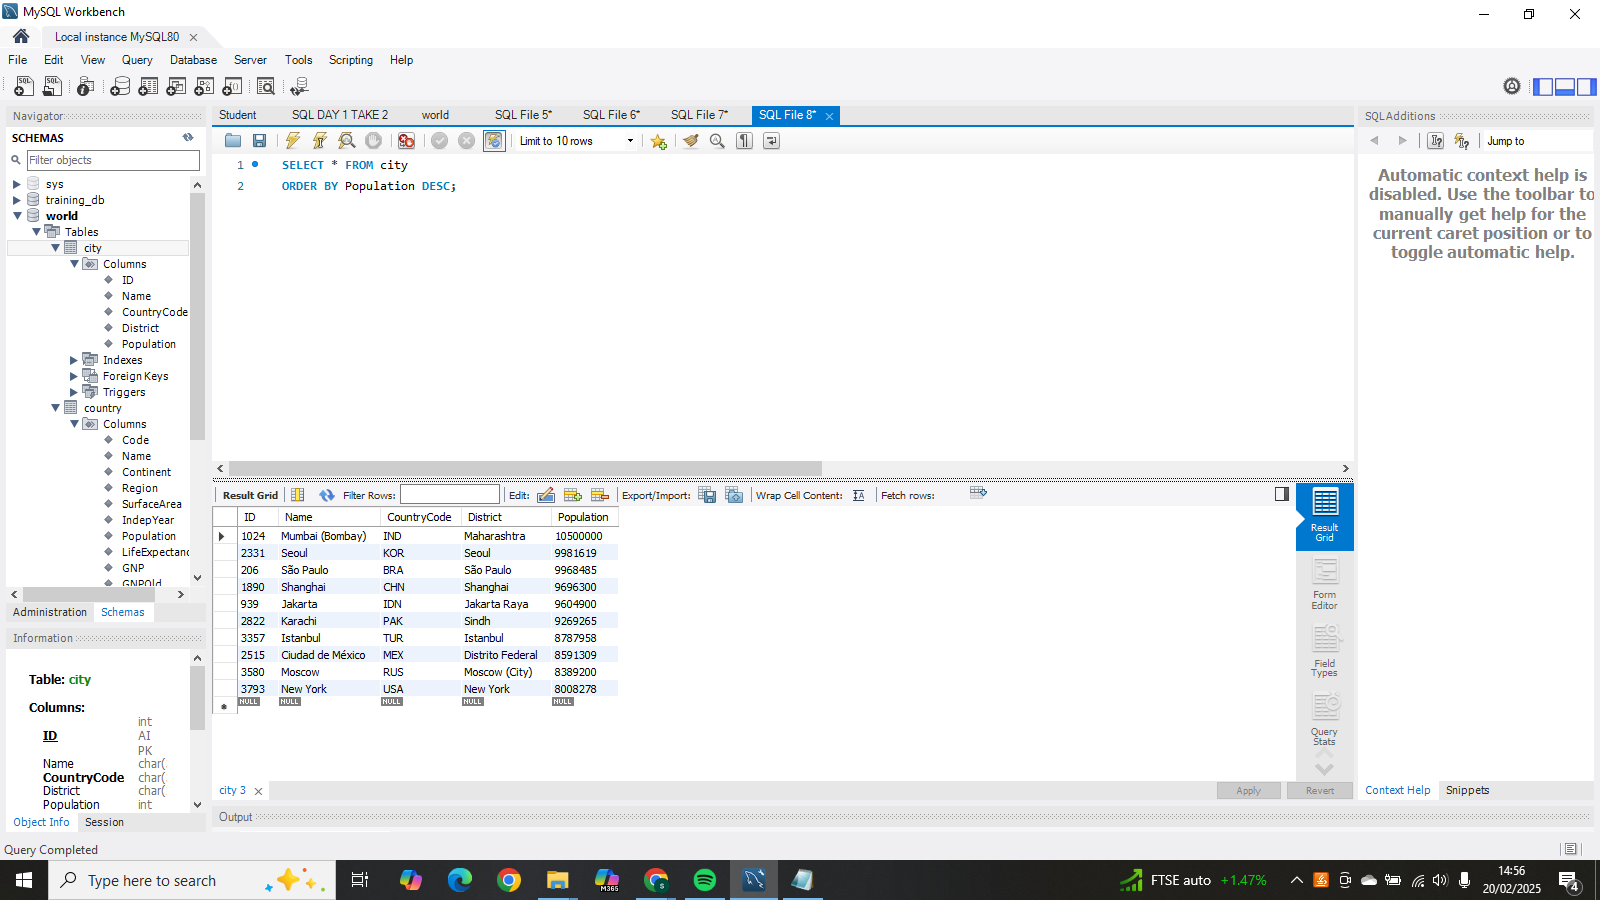 MySQL Workbench
Local instance MySQL80
File Edit View Query Database Server Tools Scripting Help
Navigator
SCHEMAS
Filter objects
sys
training_db
world
Tables
city
Columns
ID
Name
CountryCode
District
Population
Indexes
Foreign Keys
Triggers
country
Columns
Code
Name
Continent
Region
SurfaceArea
IndepYear
Population
LifeExpectanc
GNP
GNPOld
Administration Schemas
Information
Table: city
Columns:
int
ID AI
PK
Name char(
CountryCode char(
District char(
Population int
Object Info Session
Student SQL DAY 1 TAKE 2 world SQL File 5* SQL File 6* SQL File 7* SQL File 8*
Limit to 10 rows
1 SELECT * FROM city
2 ORDER BY Population DESC;
Result Grid Filter Rows: Edit: Export/Import: Wrap Cell Content: Fetch rows:
ID Name CountryCode District Population
1024 Mumbai (Bombay) IND Maharashtra 10500000
2331 Seoul KOR Seoul 9981619
206 São Paulo BRA São Paulo 9968485
1890 Shanghai CHN Shanghai 9696300
939 Jakarta IDN Jakarta Raya 9604900
2822 Karachi PAK Sindh 9269265
3357 Istanbul TUR Istanbul 8787958
2515 Ciudad de México MEX Distrito Federal 8591309
3580 Moscow RUS Moscow (City) 8389200
3793 New York USA New York 8008278
NULL NULL NULL NULL NULL
Result
Grid
Form
Editor
Field
Types
Query
Stats
city 3
Apply Revert
Output
SQLAdditions
Jump to
Automatic context help is
disabled. Use the toolbar to
manually get help for the
current caret position or to
toggle automatic help.
Context Help Snippets
Query Completed
Type here to search
M365
FTSE auto +1.47%
14:56
20/02/2025
4